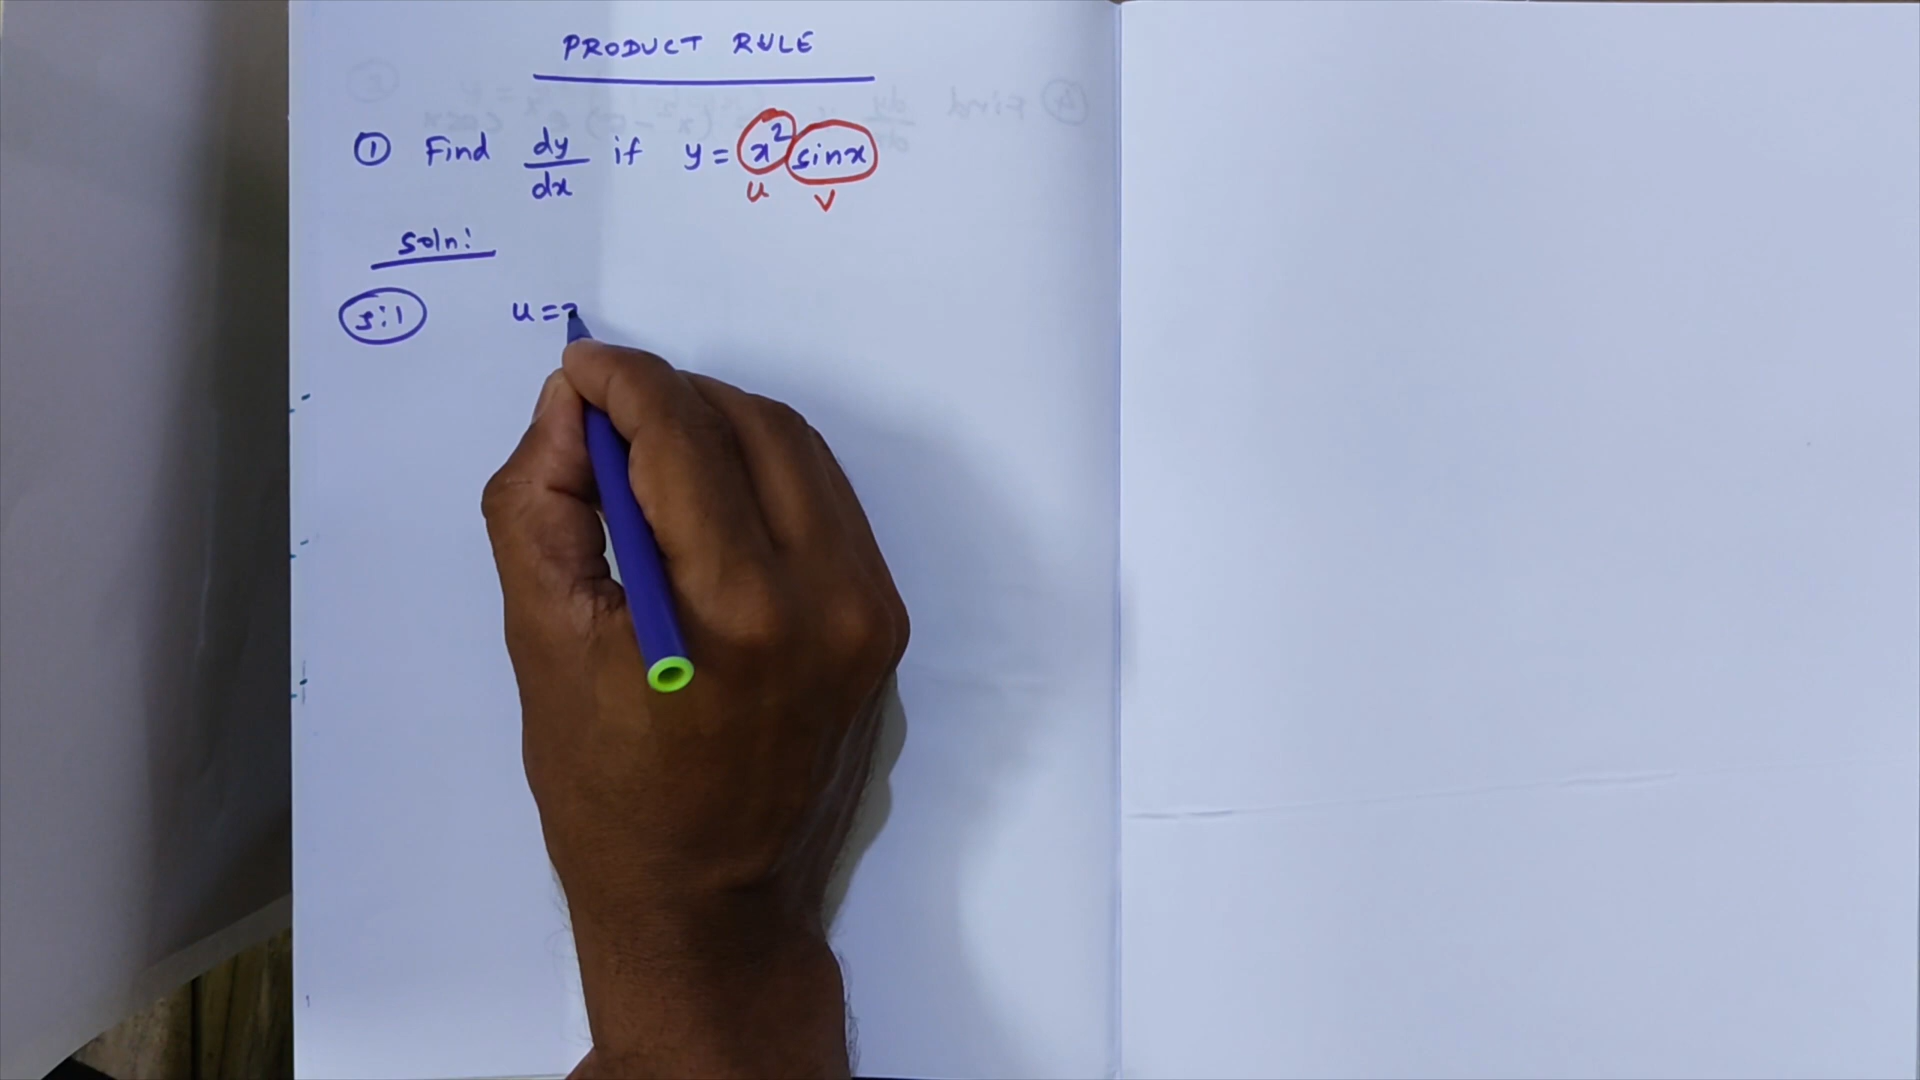 PRODUCT RULE
① Find dy/dx if y = x² sinx
u v
Soln:
S:1 u =